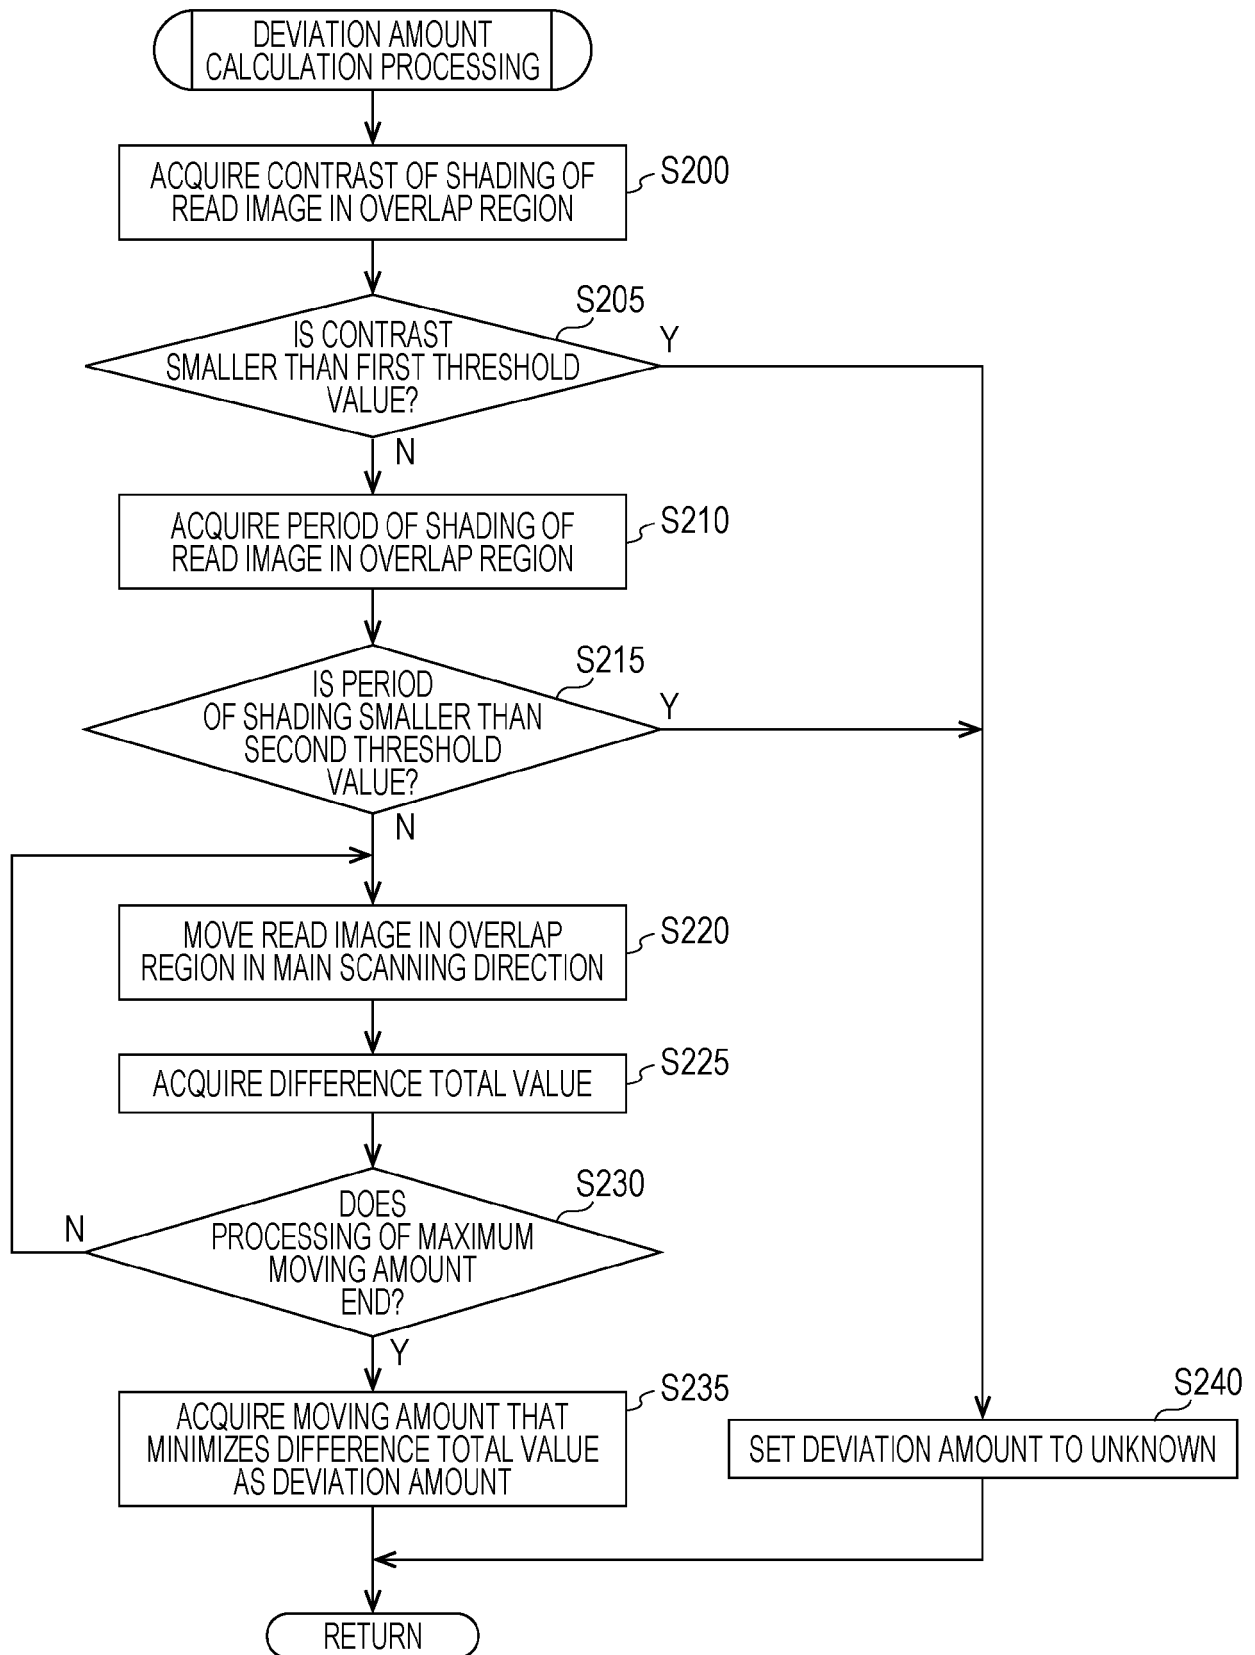 DEVIATION AMOUNT
CALCULATION PROCESSING
ACQUIRE CONTRAST OF SHADING OF
READ IMAGE IN OVERLAP REGION
S200
IS CONTRAST
SMALLER THAN FIRST THRESHOLD
VALUE?
S205
Y
N
ACQUIRE PERIOD OF SHADING OF
READ IMAGE IN OVERLAP REGION
S210
IS PERIOD
OF SHADING SMALLER THAN
SECOND THRESHOLD
VALUE?
S215
Y
N
MOVE READ IMAGE IN OVERLAP
REGION IN MAIN SCANNING DIRECTION
S220
ACQUIRE DIFFERENCE TOTAL VALUE
S225
DOES
PROCESSING OF MAXIMUM
MOVING AMOUNT
END?
S230
N
Y
ACQUIRE MOVING AMOUNT THAT
MINIMIZES DIFFERENCE TOTAL VALUE
AS DEVIATION AMOUNT
S235
SET DEVIATION AMOUNT TO UNKNOWN
S240
RETURN